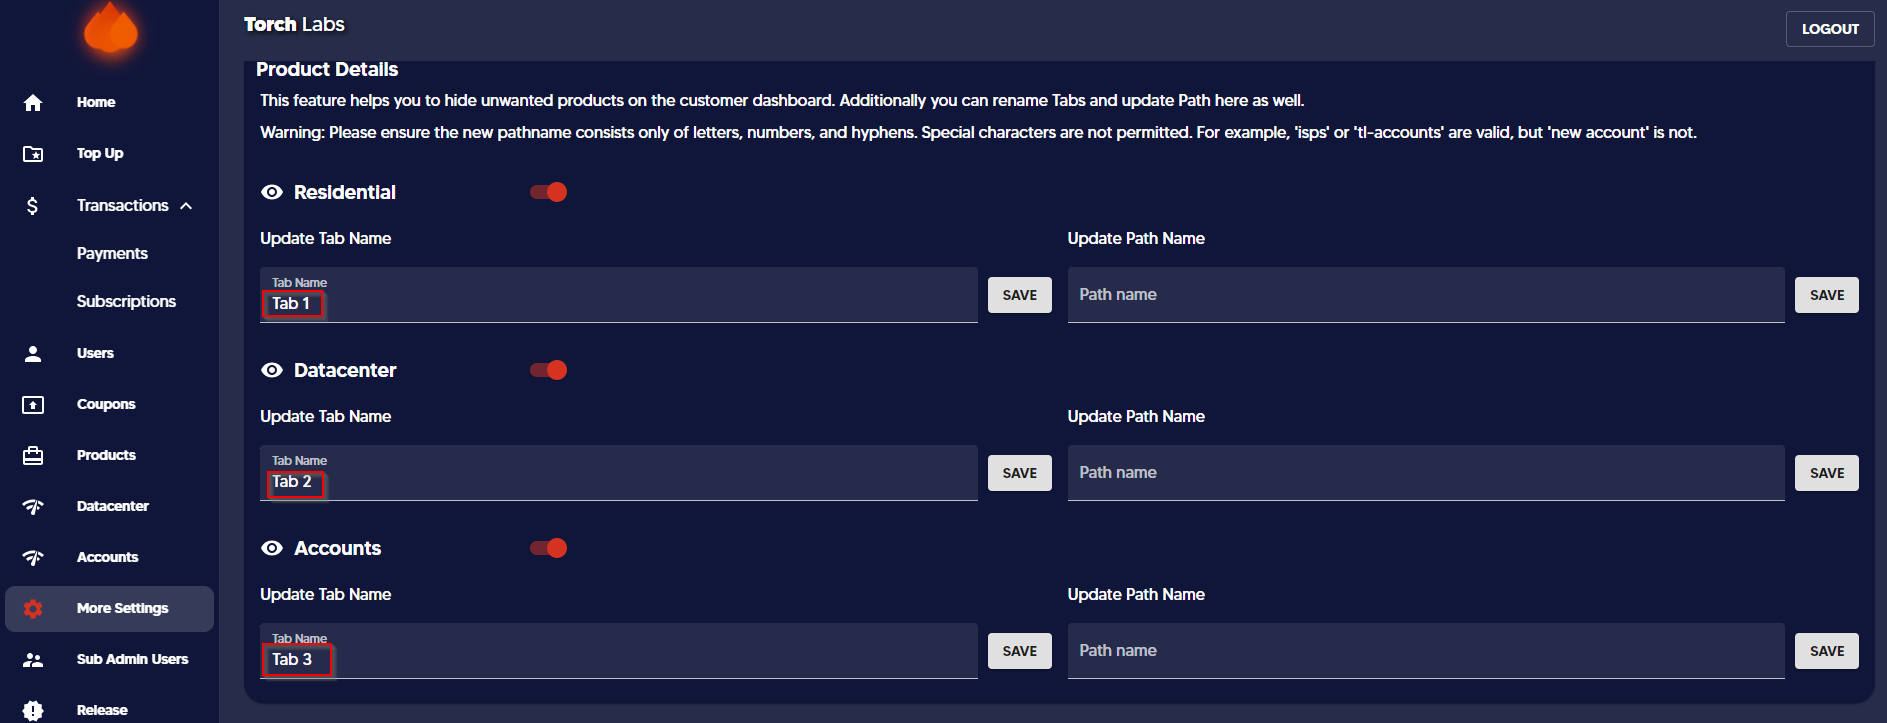 Torch Labs
LOGOUT
Home
Top Up
Transactions
Payments
Subscriptions
Users
Coupons
Products
Datacenter
Accounts
More Settings
Sub Admin Users
Release
Product Details
This feature helps you to hide unwanted products on the customer dashboard. Additionally you can rename Tabs and update Path here as well.
Warning: Please ensure the new pathname consists only of letters, numbers, and hyphens. Special characters are not permitted. For example, 'isps' or 'tl-accounts' are valid, but 'new account' is not.
Residential
Update Tab Name
Update Path Name
Tab Name
Tab 1
SAVE
Path name
SAVE
Datacenter
Update Tab Name
Update Path Name
Tab Name
Tab 2
SAVE
Path name
SAVE
Accounts
Update Tab Name
Update Path Name
Tab Name
Tab 3
SAVE
Path name
SAVE